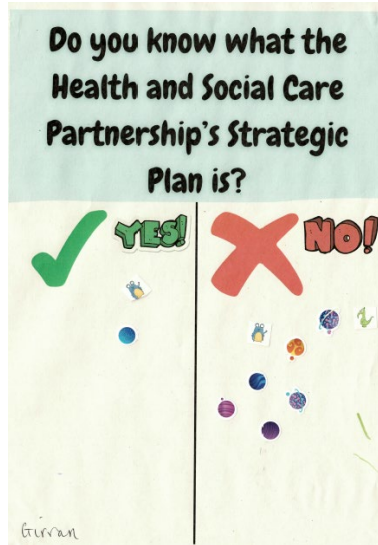 Do you know what the
Health and Social Care
Partnership's Strategic
Plan is?
YES!
NO!
Girvan